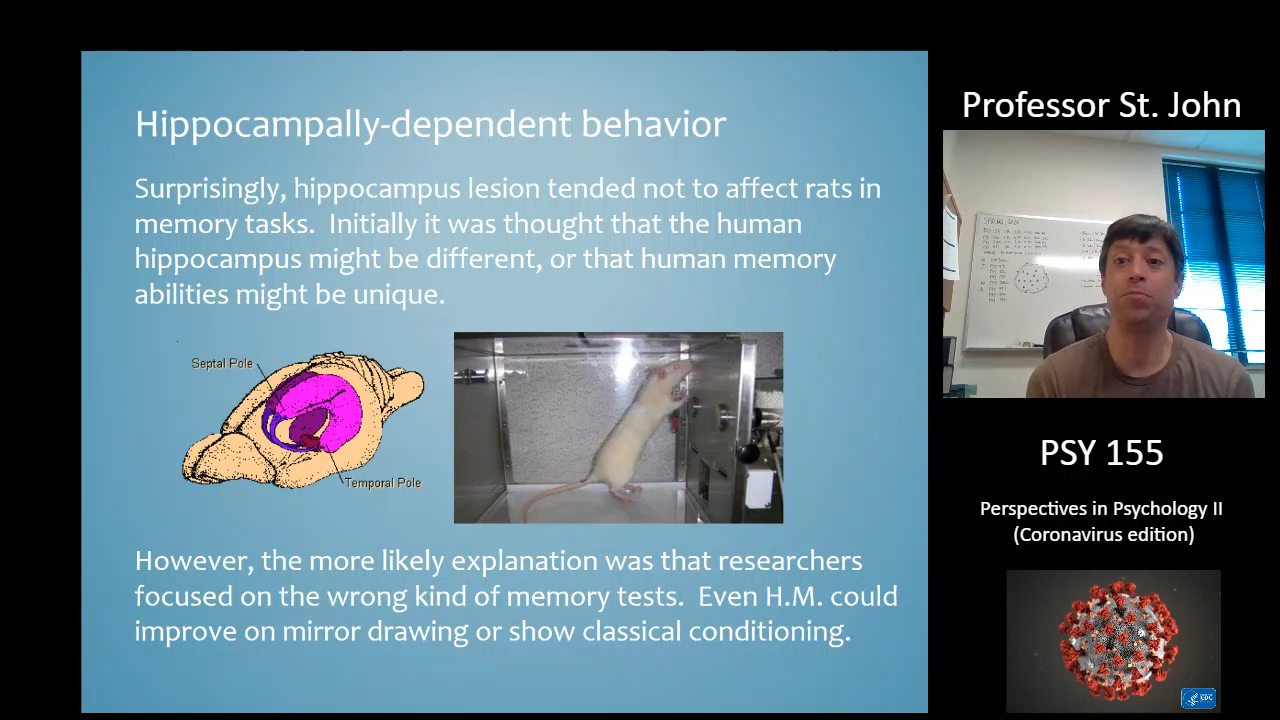 Hippocampally-dependent behavior
Surprisingly, hippocampus lesion tended not to affect rats in
memory tasks. Initially it was thought that the human
hippocampus might be different, or that human memory
abilities might be unique.
Septal Pole
Temporal Pole
However, the more likely explanation was that researchers
focused on the wrong kind of memory tests. Even H.M. could
improve on mirror drawing or show classical conditioning.
Professor St. John
PSY 155
Perspectives in Psychology II
(Coronavirus edition)
CDC